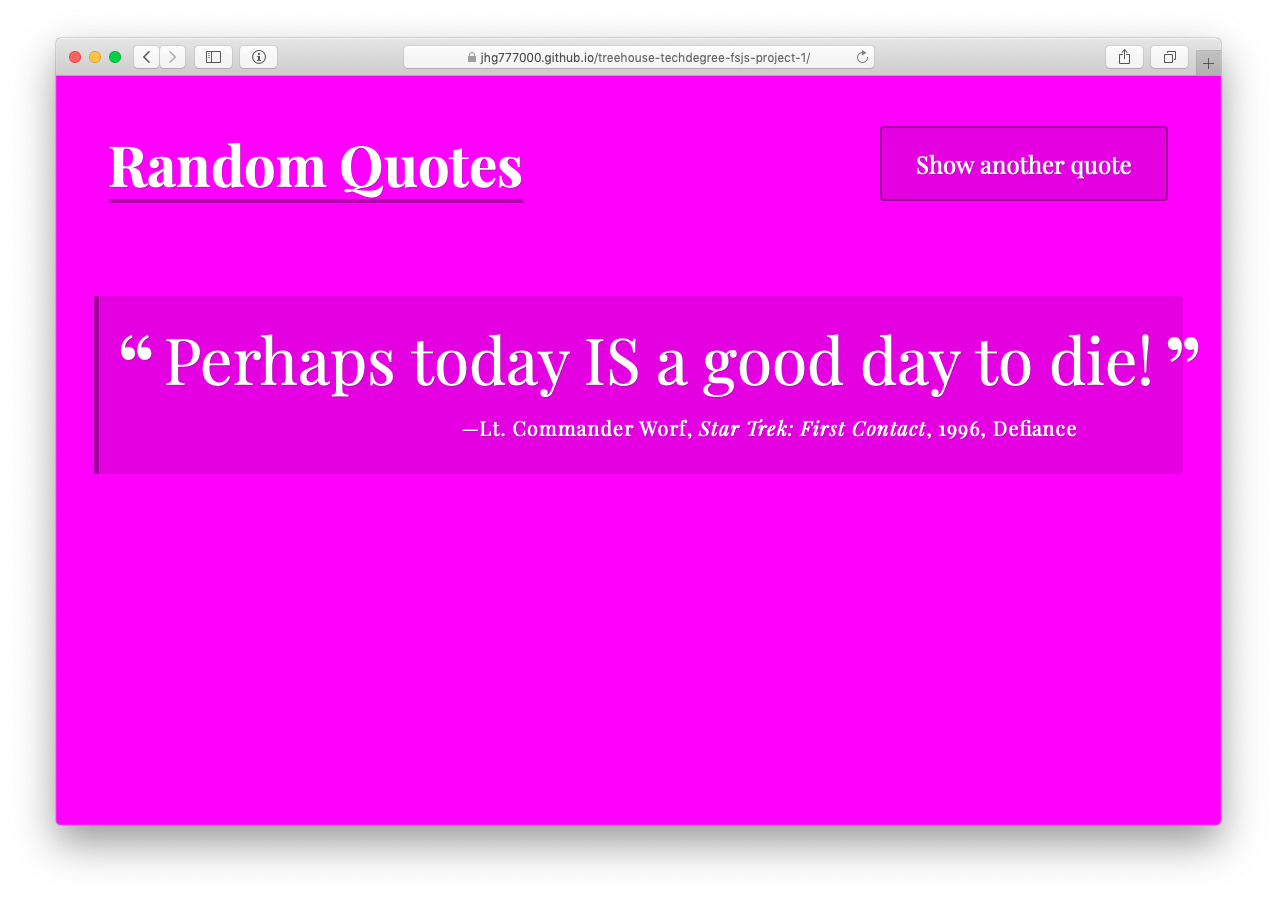 jhg777000.github.io/treehouse-techdegree-fsjs-project-1/
Random Quotes
Show another quote
“ Perhaps today IS a good day to die! ”
—Lt. Commander Worf, Star Trek: First Contact, 1996, Defiance